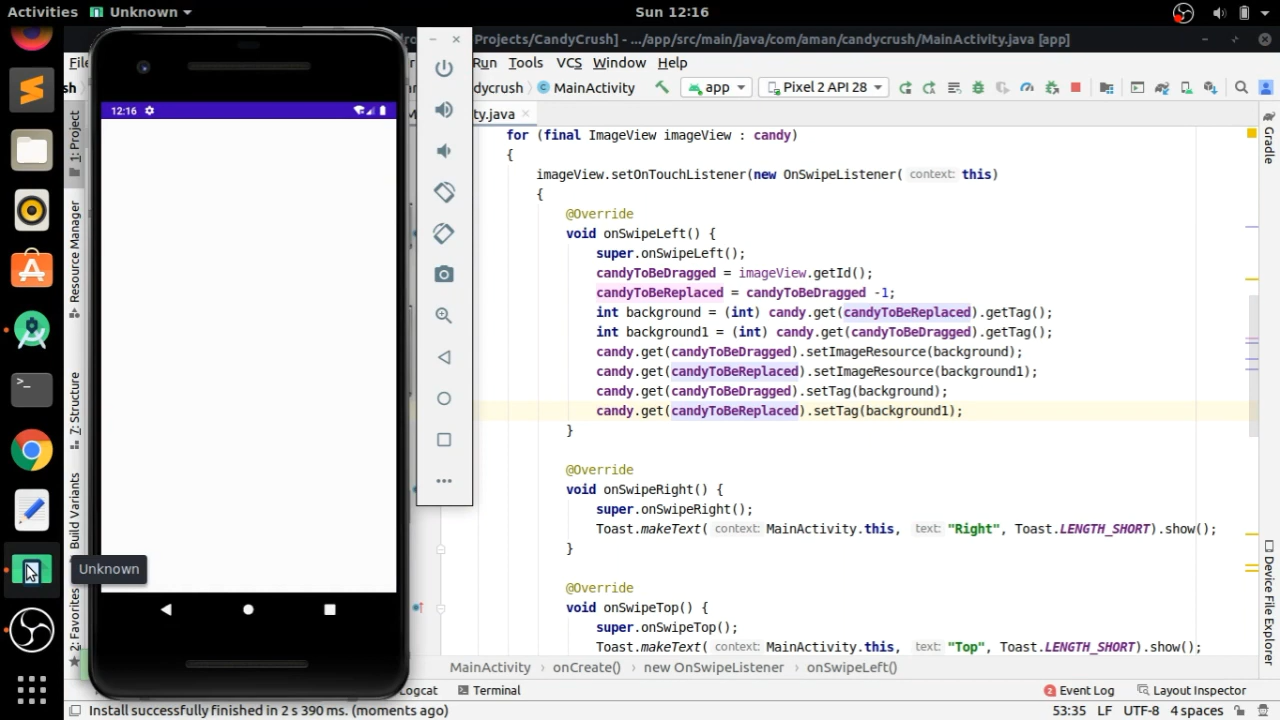 Activities
Unknown
Sun 12:16
Projects/CandyCrush] - .../app/src/main/java/com/aman/candycrush/MainActivity.java [app]
Run Tools VCS Window Help
MainActivity
app
Pixel 2 API 28
12:16
1: Project
Resource Manager
7: Structure
Build Variants
2: Favorites
Gradle
Device File Explorer
for (final ImageView imageView : candy)
{
imageView.setOnTouchListener(new OnSwipeListener( context: this)
{
@Override
void onSwipeLeft() {
super.onSwipeLeft();
candyToBeDragged = imageView.getId();
candyToBeReplaced = candyToBeDragged -1;
int background = (int) candy.get(candyToBeReplaced).getTag();
int background1 = (int) candy.get(candyToBeDragged).getTag();
candy.get(candyToBeDragged).setImageResource(background);
candy.get(candyToBeReplaced).setImageResource(background1);
candy.get(candyToBeDragged).setTag(background);
candy.get(candyToBeReplaced).setTag(background1);
}
@Override
void onSwipeRight() {
super.onSwipeRight();
Toast.makeText( context: MainActivity.this, text: "Right", Toast.LENGTH_SHORT).show();
}
@Override
void onSwipeTop() {
super.onSwipeTop();
Toast.makeText( context: MainActivity.this, text: "Top", Toast.LENGTH_SHORT).show();
Unknown
MainActivity onCreate() new OnSwipeListener onSwipeLeft()
Logcat
Terminal
2 Event Log
Layout Inspector
Install successfully finished in 2 s 390 ms. (moments ago)
53:35 LF UTF-8 4 spaces